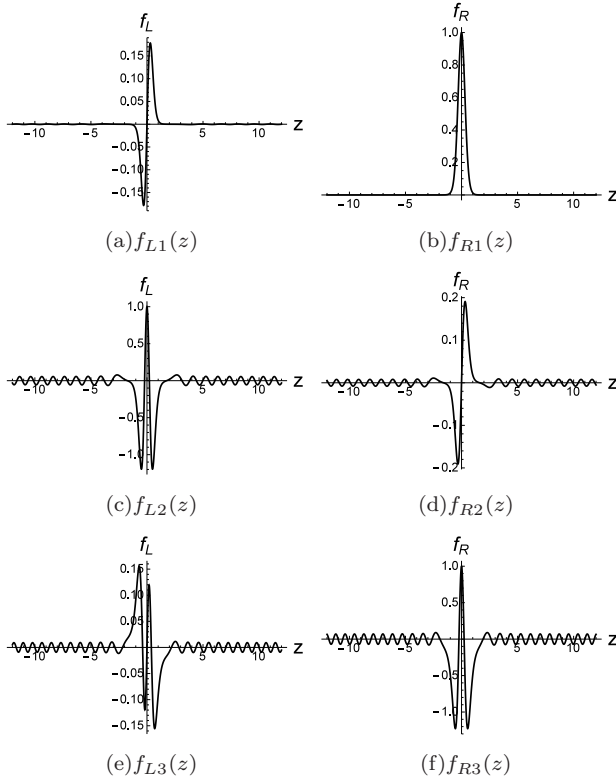 f_L
0.15
0.10
0.05
−10 −5 5 10 z
−0.05
−0.10
−0.15
(a)f_{L1}(z)
f_R
1.0
0.8
0.6
0.4
0.2
−10 −5 5 10 z
(b)f_{R1}(z)
f_L
1.0
0.5
−10 −5 5 10 z
−0.5
−1.0
(c)f_{L2}(z)
f_R
0.2
0.1
−10 −5 5 10 z
−0.1
−0.2
(d)f_{R2}(z)
f_L
0.15
0.10
0.05
−10 −5 5 10 z
−0.05
−0.10
−0.15
(e)f_{L3}(z)
f_R
1.0
0.5
−10 −5 5 10 z
−0.5
−1.0
(f)f_{R3}(z)